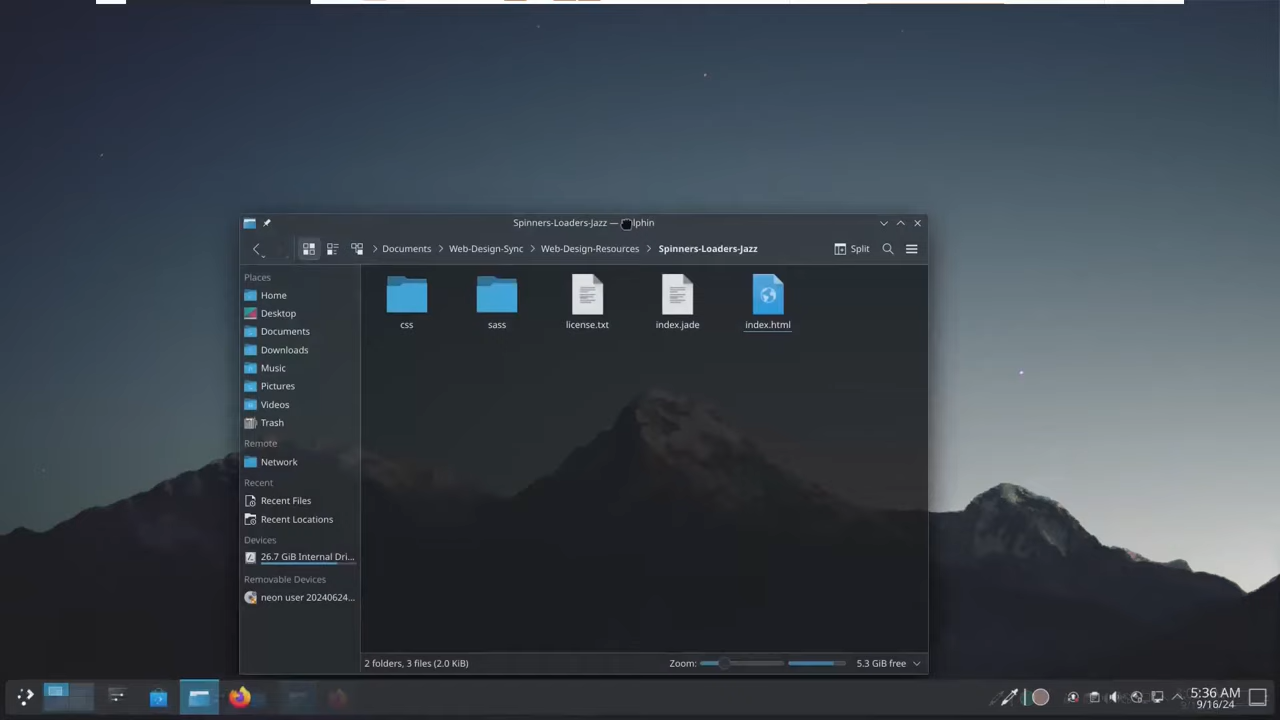 Spinners-Loaders-Jazz — Dolphin
Documents
Web-Design-Sync
Web-Design-Resources
Spinners-Loaders-Jazz
Split
Places
Home
Desktop
Documents
Downloads
Music
Pictures
Videos
Trash
Remote
Network
Recent
Recent Files
Recent Locations
Devices
26.7 GiB Internal Dri...
Removable Devices
neon user 20240624...
css
sass
license.txt
index.jade
index.html
2 folders, 3 files (2.0 KiB)
Zoom:
5.3 GiB free
5:36 AM
9/16/24